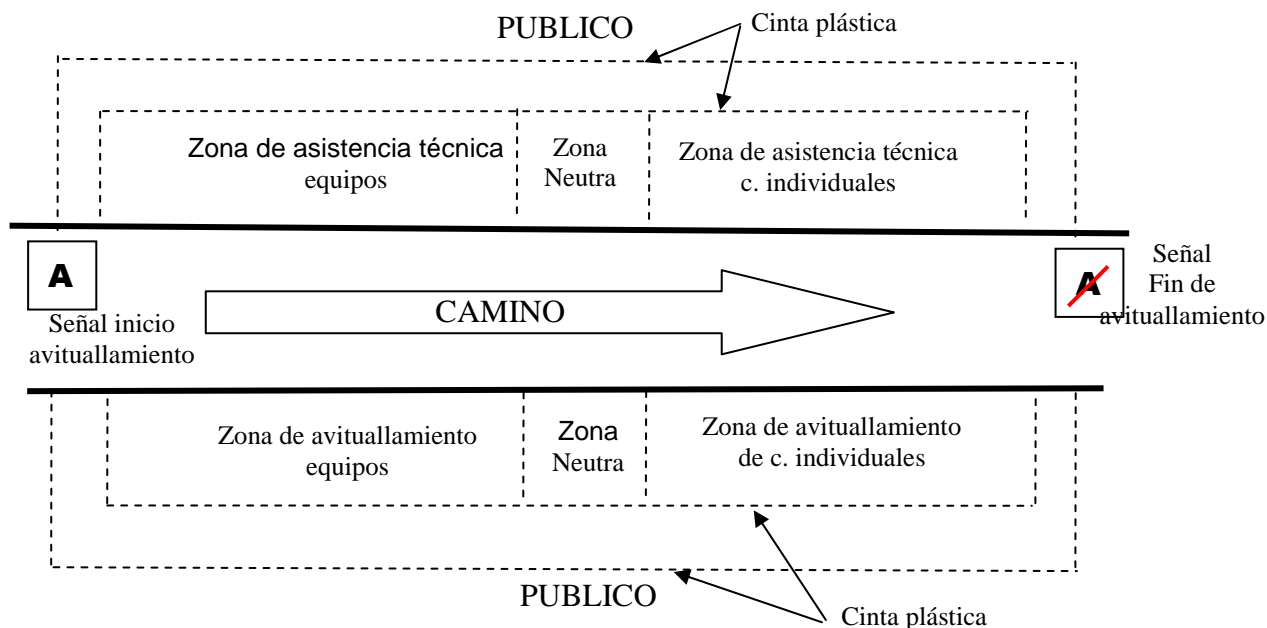 PUBLICO
Cinta plástica
Zona de asistencia técnica
equipos
Zona
Neutra
Zona de asistencia técnica
c. individuales
A
Señal inicio
avituallamiento
CAMINO
A
Señal
Fin de
avituallamiento
Zona de avituallamiento
equipos
Zona
Neutra
Zona de avituallamiento
de c. individuales
PUBLICO
Cinta plástica